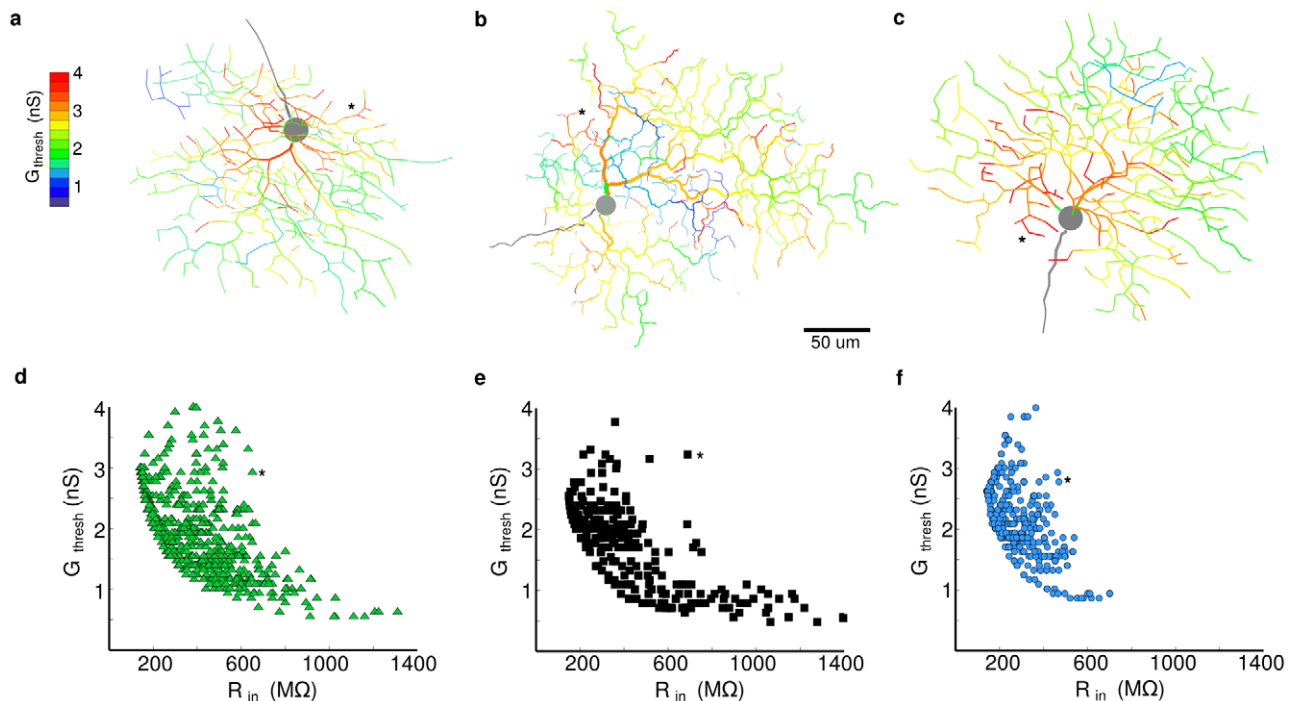 a
b
c
G thresh (nS)
4
3
2
1
*
*
*
50 um
d
e
f
G thresh (nS)
4
3
2
1
*
200 600 1000 1400
R in (MΩ)
G thresh (nS)
4
3
2
1
*
200 600 1000 1400
R in (MΩ)
G thresh (nS)
4
3
2
1
*
200 600 1000 1400
R in (MΩ)